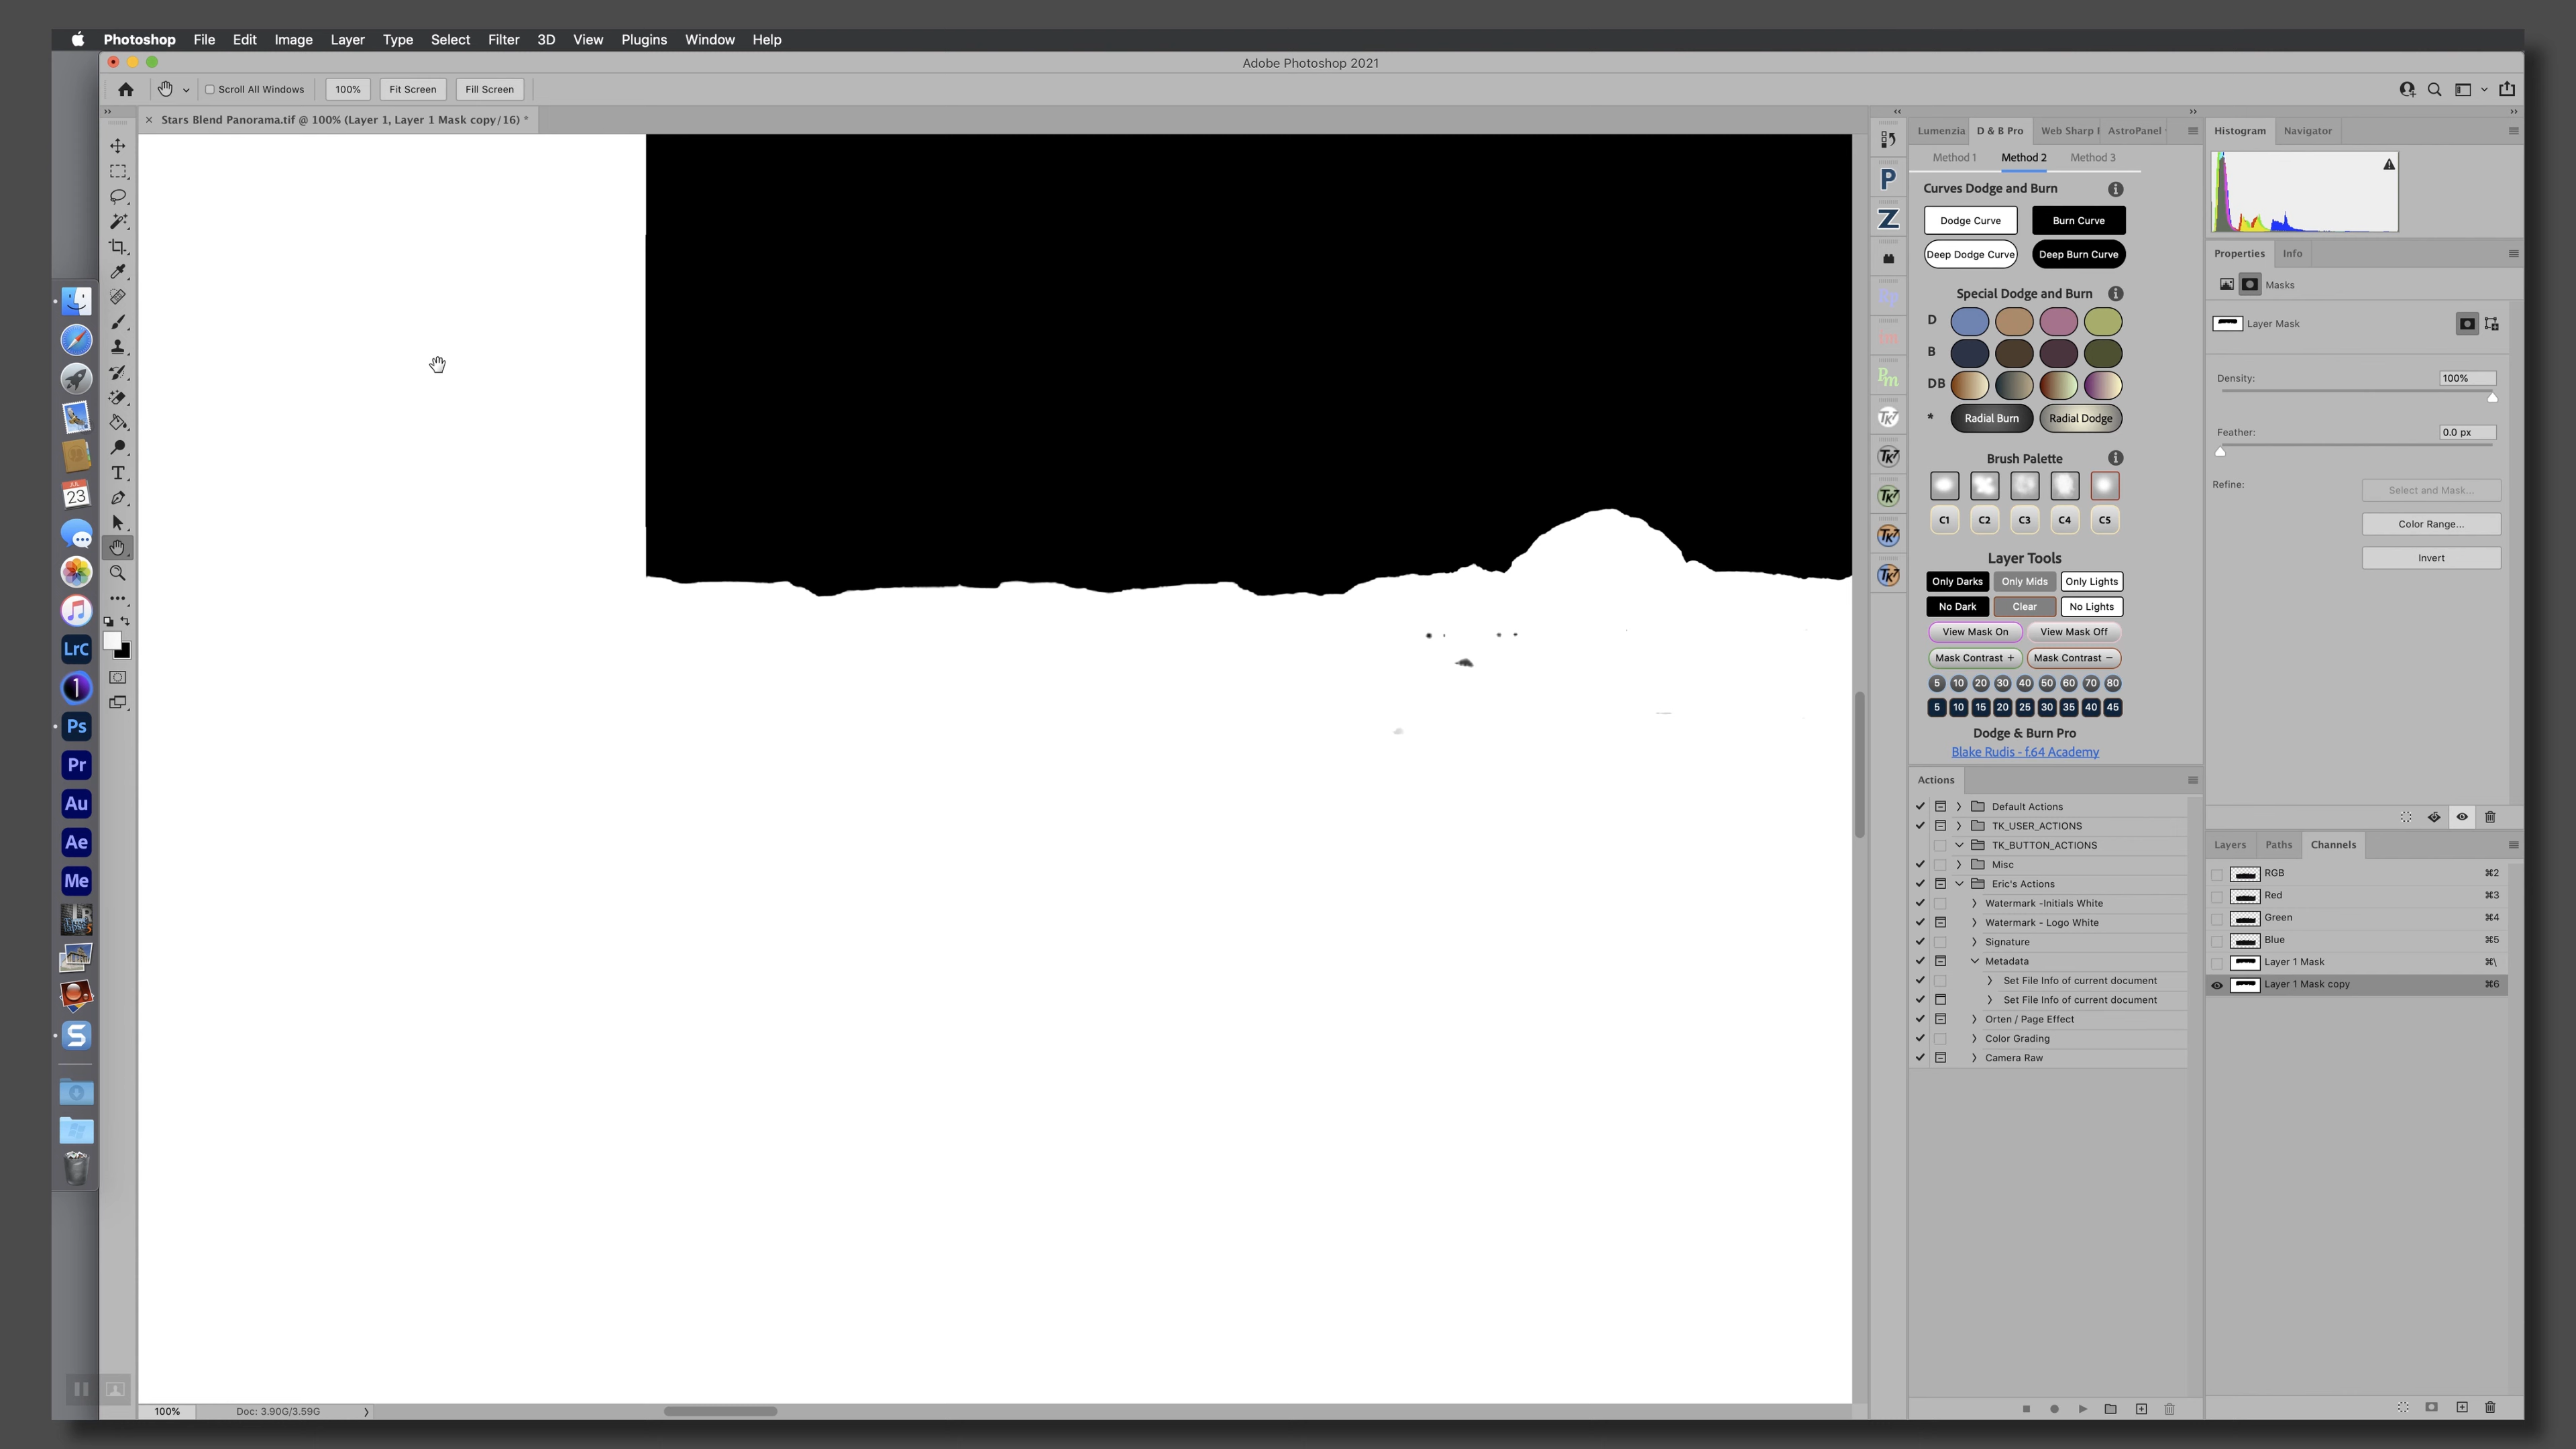 Photoshop File Edit Image Layer Type Select Filter 3D View Plugins Window Help
Adobe Photoshop 2021
Scroll All Windows 100% Fit Screen Fill Screen
Stars Blend Panorama.tif @ 100% (Layer 1, Layer 1 Mask copy/16) *
JUL
23
LrC
1
Ps
Pr
Au
Ae
Me
LR
5
S
100% Doc: 3.90G/3.59G
P
Z
Pm
TK7
TK7
TK7
TK7
TK7
Lumenzia D & B Pro Web Sharp AstroPanel
Method 1 Method 2 Method 3
Curves Dodge and Burn
Dodge Curve Burn Curve
Deep Dodge Curve Deep Burn Curve
Special Dodge and Burn
D
B
DB
* Radial Burn Radial Dodge
Brush Palette
C1 C2 C3 C4 C5
Layer Tools
Only Darks Only Mids Only Lights
No Dark Clear No Lights
View Mask On View Mask Off
Mask Contrast + Mask Contrast −
5 10 20 30 40 50 60 70 80
5 10 15 20 25 30 35 40 45
Dodge & Burn Pro
Blake Rudis - f.64 Academy
Actions
Default Actions
TK_USER_ACTIONS
TK_BUTTON_ACTIONS
Misc
Eric's Actions
Watermark -Initials White
Watermark - Logo White
Signature
Metadata
Set File Info of current document
Set File Info of current document
Orten / Page Effect
Color Grading
Camera Raw
Histogram Navigator
Properties Info
Masks
Layer Mask
Density: 100%
Feather: 0.0 px
Refine: Select and Mask...
Color Range...
Invert
Layers Paths Channels
RGB ⌘2
Red ⌘3
Green ⌘4
Blue ⌘5
Layer 1 Mask ⌘\
Layer 1 Mask copy ⌘6